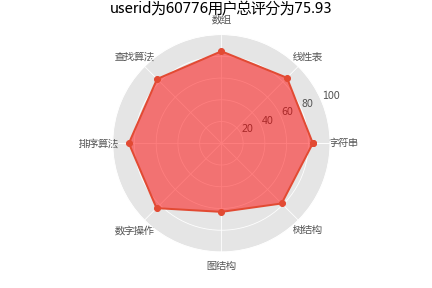 userid为60776用户总评分为75.93
数组
查找算法
线性表
100
80
60
40
20
排序算法
字符串
数字操作
树结构
图结构